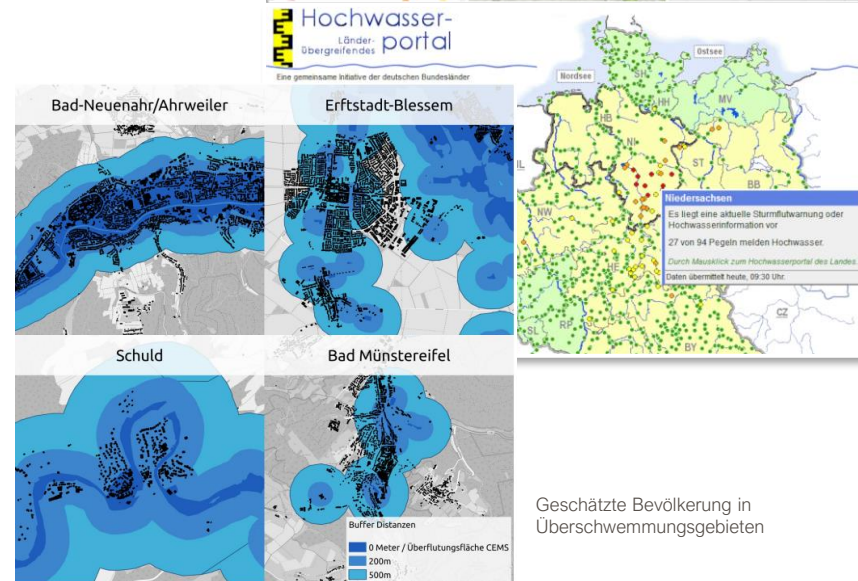 Hochwasser-
Länder-
übergreifendes portal
Eine gemeinsame Initiative der deutschen Bundesländer
Nordsee
Ostsee
SH
HH
MV
HB
NI
ST
BB
NW
HE
SL
RP
BY
CZ
Niedersachsen
Es liegt eine aktuelle Sturmflutwarnung oder
Hochwasserinformation vor
27 von 94 Pegeln melden Hochwasser.
Durch Mausklick zum Hochwasserportal des Landes.
Daten übermittelt heute, 09:30 Uhr.
Bad-Neuenahr/Ahrweiler
Erftstadt-Blessem
Schuld
Bad Münstereifel
Buffer Distanzen
0 Meter / Überflutungsfläche CEMS
200m
500m
Geschätzte Bevölkerung in
Überschwemmungsgebieten